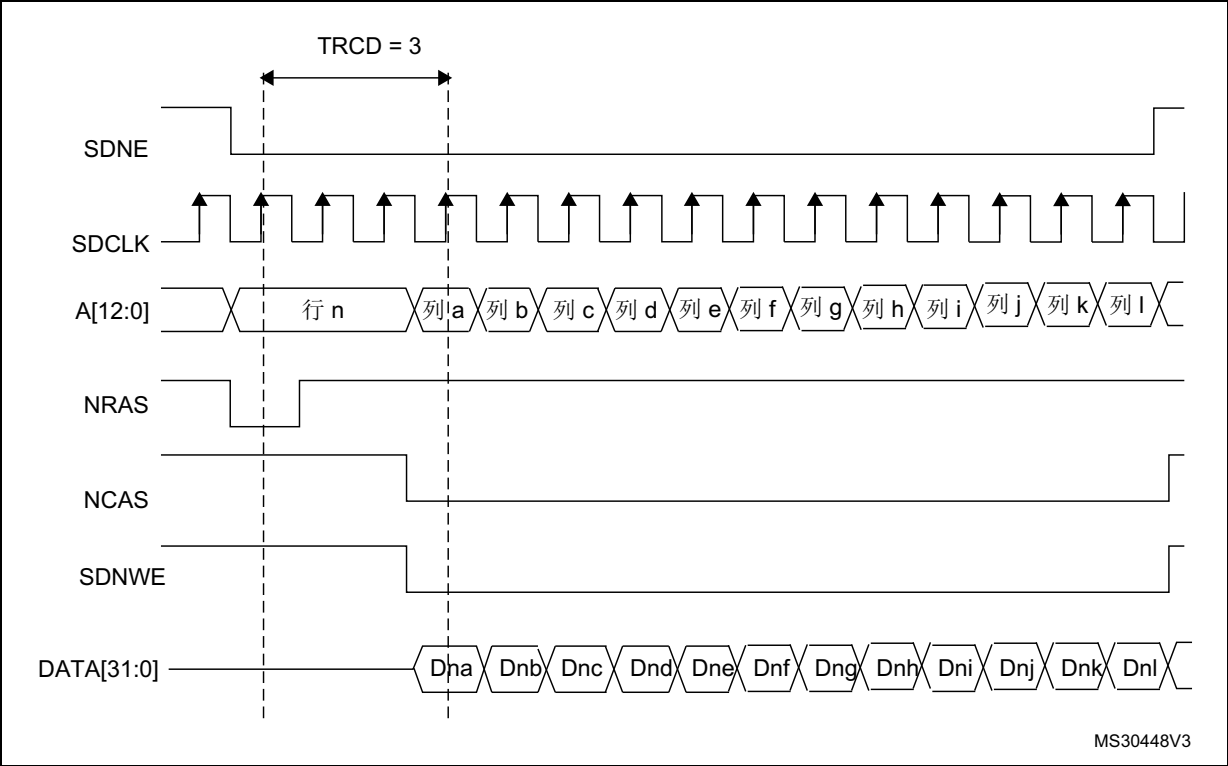 TRCD = 3
SDNE
SDCLK
A[12:0] 行 n 列 a 列 b 列 c 列 d 列 e 列 f 列 g 列 h 列 i 列 j 列 k 列 l
NRAS
NCAS
SDNWE
DATA[31:0] Dna Dnb Dnc Dnd Dne Dnf Dng Dnh Dni Dnj Dnk Dnl
MS30448V3